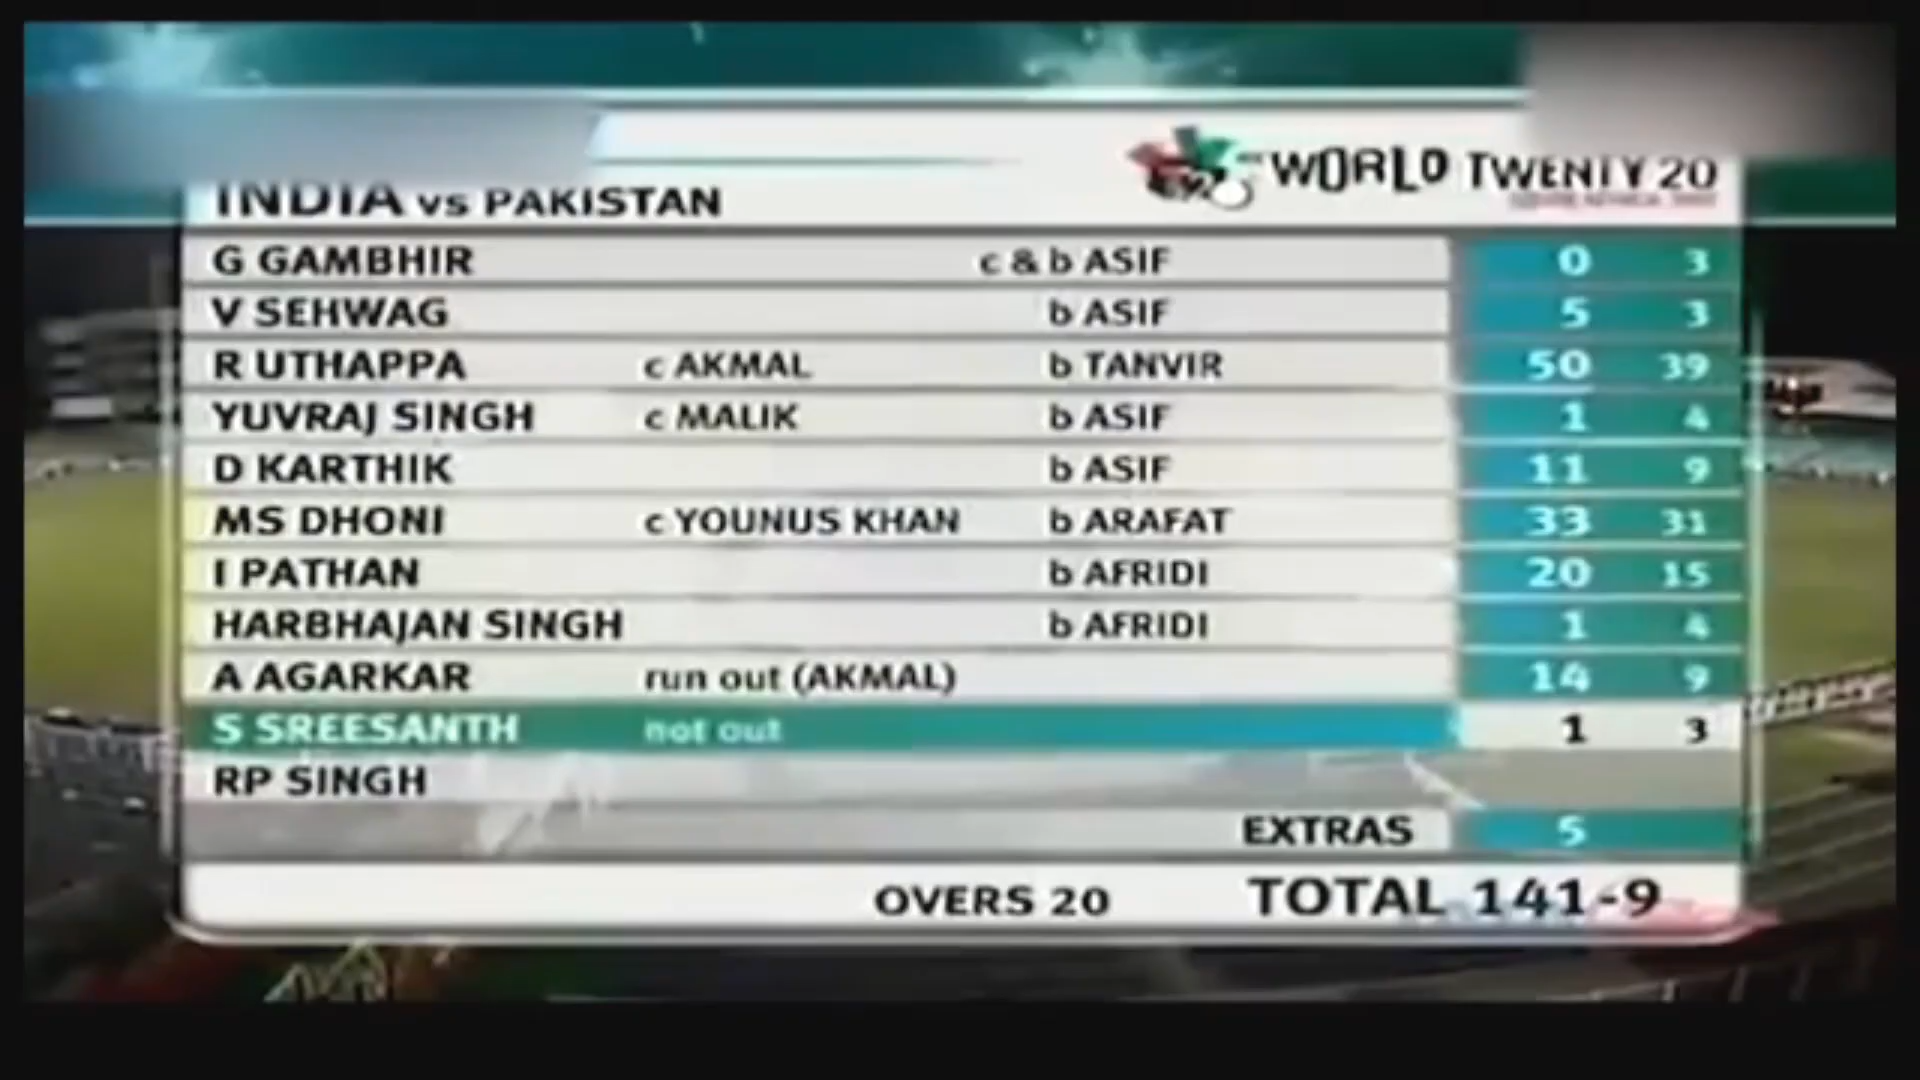 WORLD TWENTY 20
INDIA vs PAKISTAN
G GAMBHIR c & b ASIF 0 3
V SEHWAG b ASIF 5 3
R UTHAPPA c AKMAL b TANVIR 50 39
YUVRAJ SINGH c MALIK b ASIF 1 4
D KARTHIK b ASIF 11 9
MS DHONI c YOUNUS KHAN b ARAFAT 33 31
I PATHAN b AFRIDI 20 15
HARBHAJAN SINGH b AFRIDI 1 4
A AGARKAR run out (AKMAL) 14 9
S SREESANTH not out 1 3
RP SINGH
EXTRAS 5
OVERS 20 TOTAL 141-9